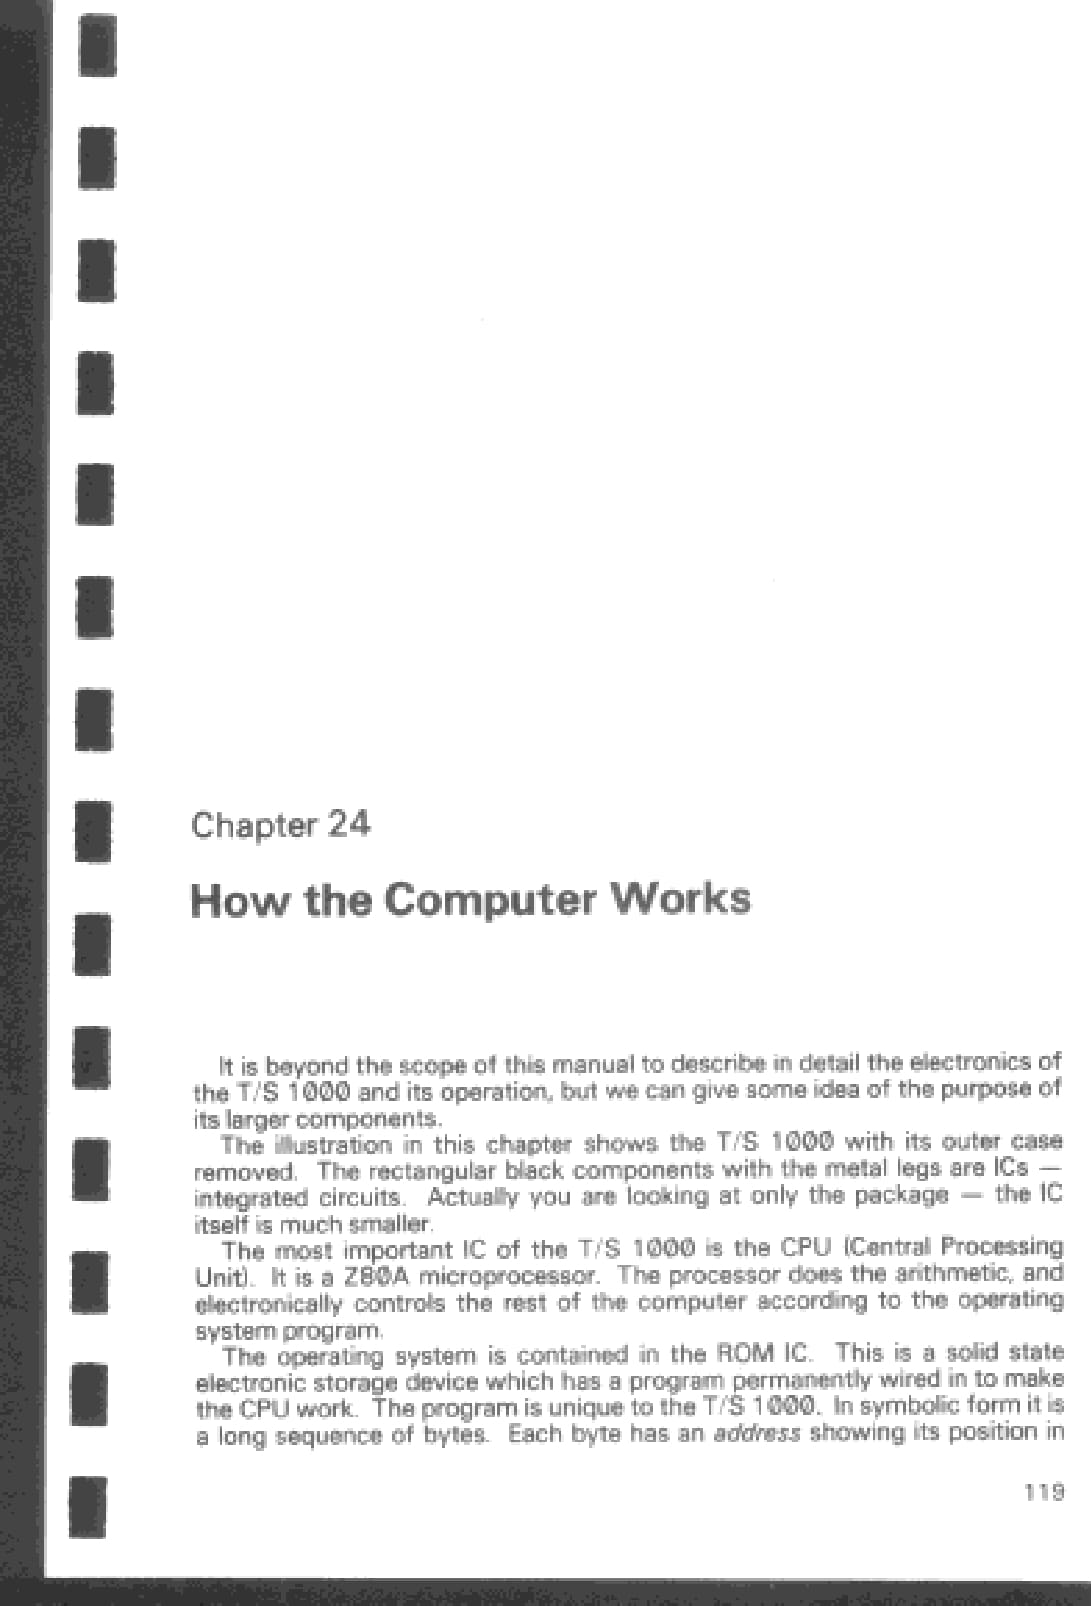 Chapter 24
How the Computer Works
It is beyond the scope of this manual to describe in detail the electronics of
the T/S 1000 and its operation, but we can give some idea of the purpose of
its larger components.
The illustration in this chapter shows the T/S 1000 with its outer case
removed. The rectangular black components with the metal legs are ICs —
integrated circuits. Actually you are looking at only the package — the IC
itself is much smaller.
The most important IC of the T/S 1000 is the CPU (Central Processing
Unit). It is a Z80A microprocessor. The processor does the arithmetic, and
electronically controls the rest of the computer according to the operating
system program.
The operating system is contained in the ROM IC. This is a solid state
electronic storage device which has a program permanently wired in to make
the CPU work. The program is unique to the T/S 1000. In symbolic form it is
a long sequence of bytes. Each byte has an address showing its position in
119